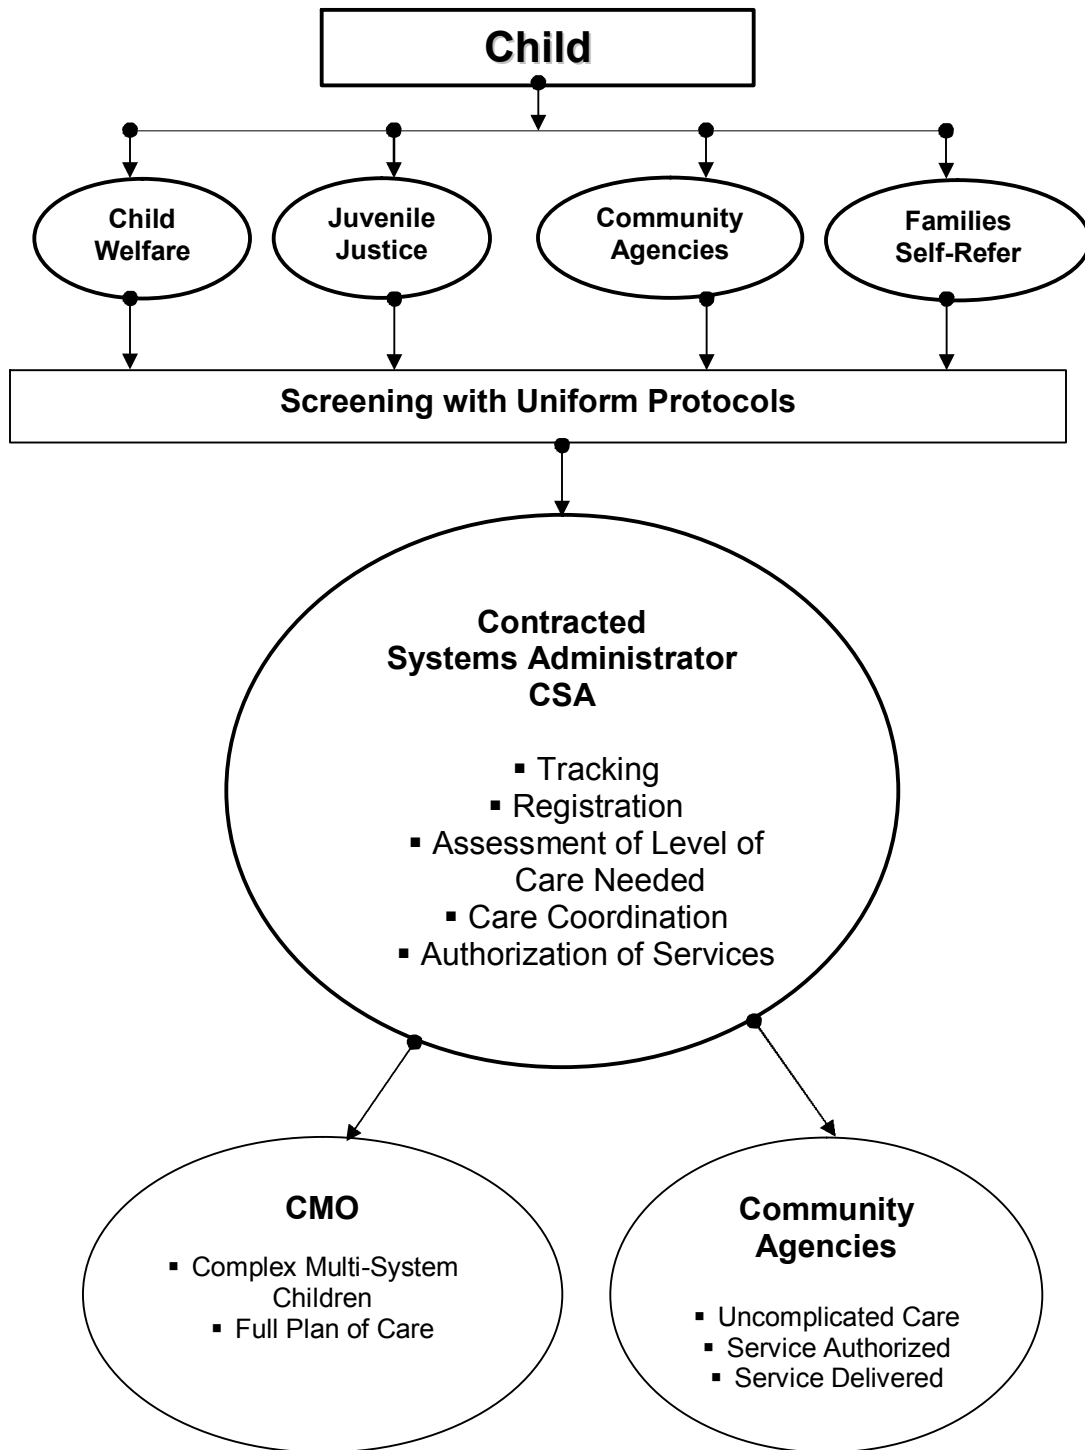 Child
Child
Welfare
Juvenile
Justice
Community
Agencies
Families
Self-Refer
Screening with Uniform Protocols
Contracted
Systems Administrator
CSA
▪ Tracking
▪ Registration
▪ Assessment of Level of
Care Needed
▪ Care Coordination
▪ Authorization of Services
CMO
▪ Complex Multi-System
Children
▪ Full Plan of Care
Community
Agencies
▪ Uncomplicated Care
▪ Service Authorized
▪ Service Delivered